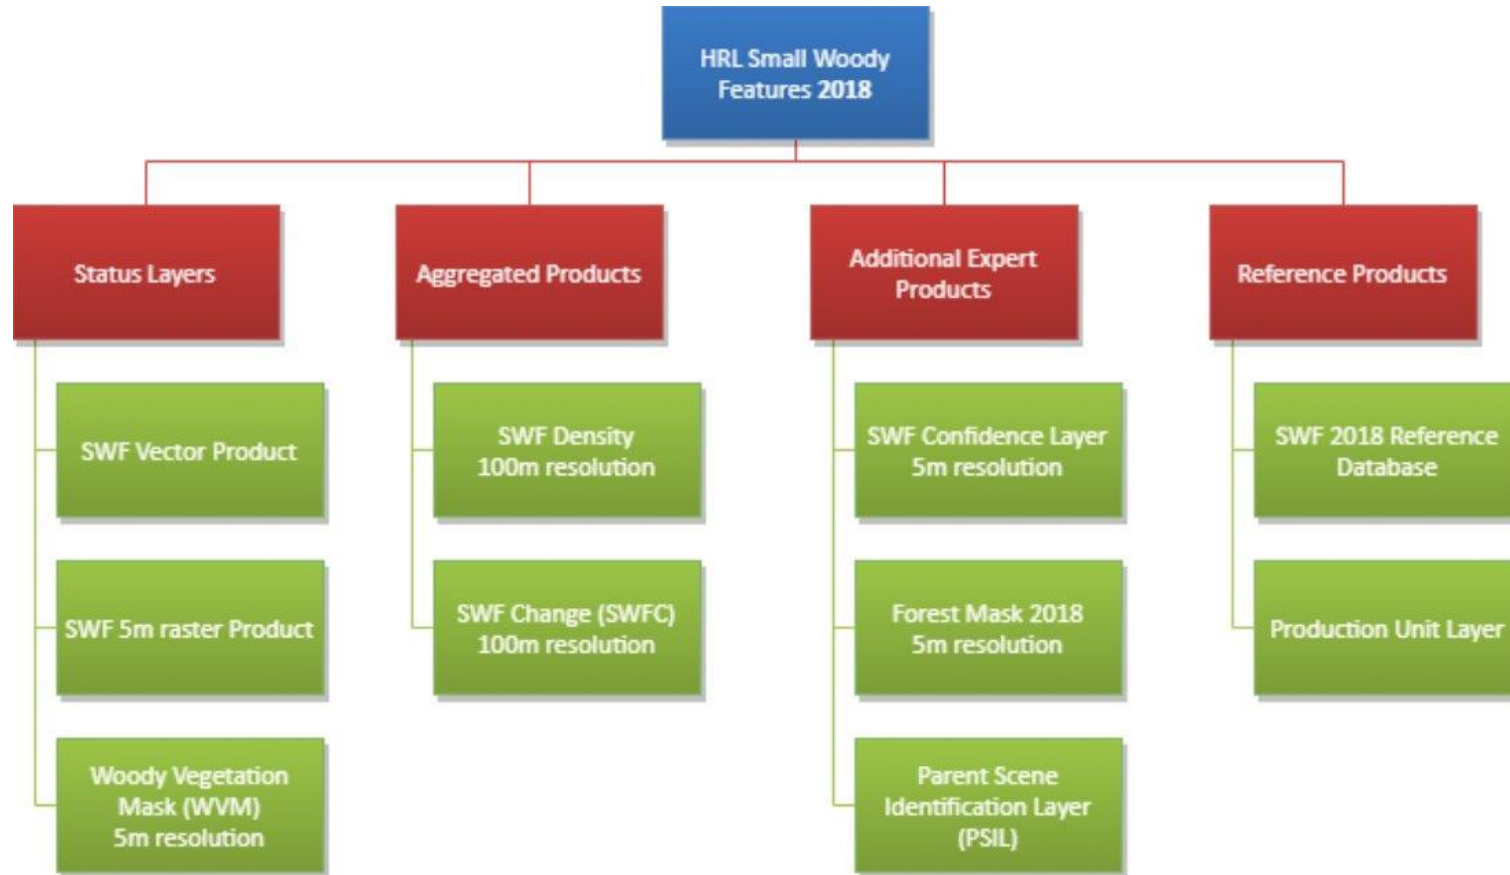 HRL Small Woody
Features 2018
Status Layers
Aggregated Products
Additional Expert
Products
Reference Products
SWF Vector Product
SWF Density
100m resolution
SWF Confidence Layer
5m resolution
SWF 2018 Reference
Database
SWF 5m raster Product
SWF Change (SWFC)
100m resolution
Forest Mask 2018
5m resolution
Production Unit Layer
Woody Vegetation
Mask (WVM)
5m resolution
Parent Scene
Identification Layer
(PSIL)